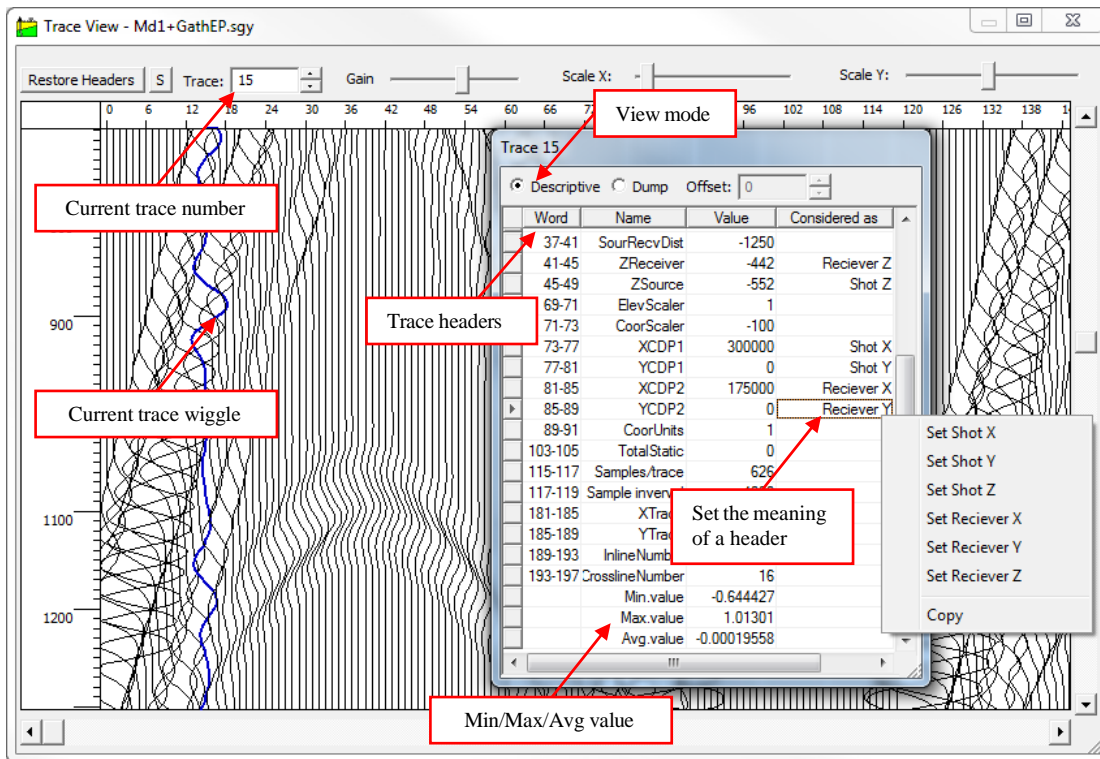 Trace View - Md1+GathEP.sgy
Restore Headers S Trace: 15 Gain Scale X: Scale Y:
0 6 12 18 24 30 36 42 48 54 60 66 96 102 108 114 120 126 132 138
View mode
Trace 15
Descriptive Dump Offset: 0
Current trace number
Word Name Value Considered as
37-41 SourRecvDist -1250
41-45 ZReceiver -442 Reciever Z
45-49 ZSource -552 Shot Z
69-71 ElevScaler 1
Trace headers
900
71-73 CoorScaler -100
73-77 XCDP1 300000 Shot X
77-81 YCDP1 0 Shot Y
81-85 XCDP2 175000 Reciever X
Current trace wiggle
85-89 YCDP2 0 Reciever Y
89-91 CoorUnits 1
103-105 TotalStatic 0
115-117 Samples/trace 626
117-119 Sample
181-185
185-189
189-193
193-197 CrosslineNumber 16
Min.value -0.644427
Max.value 1.01301
Avg.value -0.00019558
Set the meaning
of a header
1100
1200
Set Shot X
Set Shot Y
Set Shot Z
Set Reciever X
Set Reciever Y
Set Reciever Z
Copy
Min/Max/Avg value